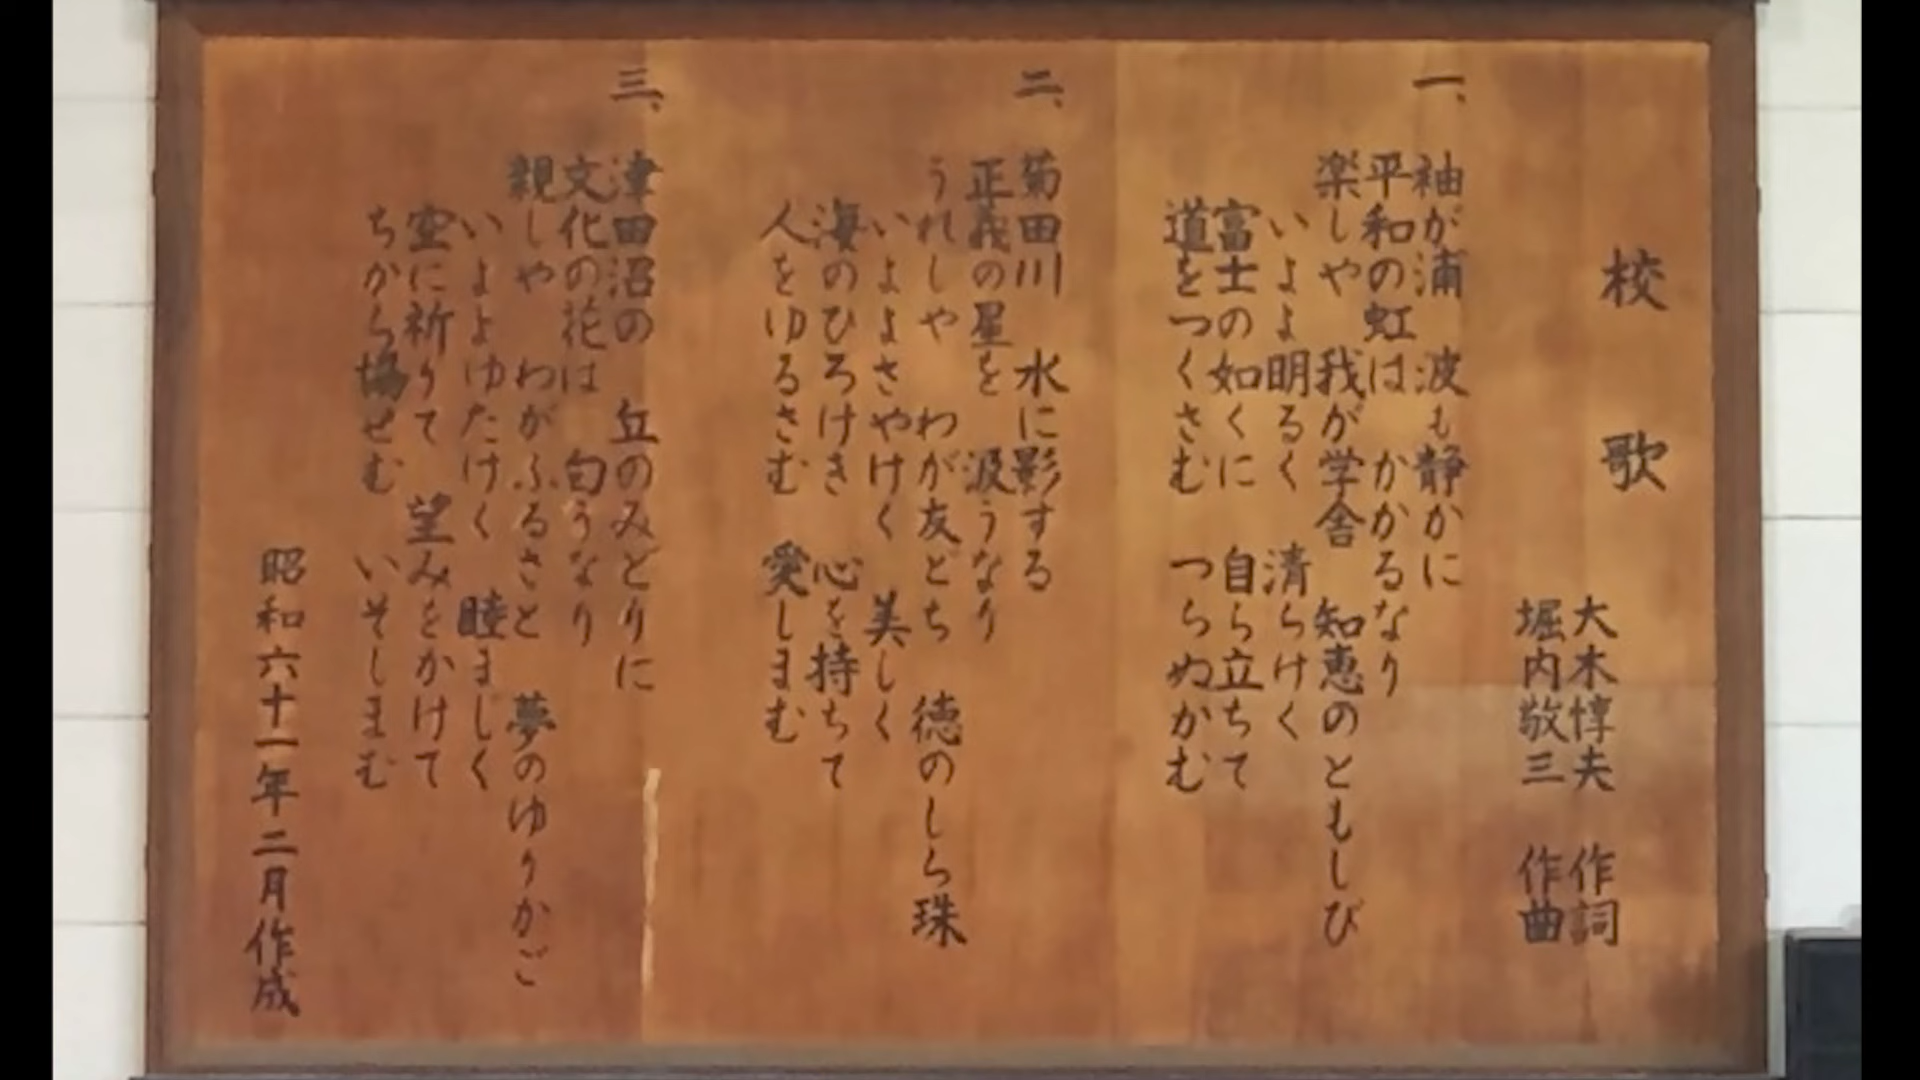 校歌
大木惇夫 作詞
堀内敬三 作曲
一、
袖が浦 波も静かに
平和の虹は かかるなり
楽しや 我が学舎 知恵のともしび
いよよ明るく 清らけく
富士の如くに 自ら立ちて
道をつくさむ つらぬかむ
二、
菊田川 水に影する
正義の星を 汲うなり
うれしや わが友どち 徳のしら珠
いよよさやけく 美しく
海のひろけき 心を持ちて
人をゆるさむ 愛しまむ
三、
津田沼の 丘のみどりに
文化の花は 匂うなり
親しや わがふるさと 夢のゆりかご
いよよゆたけく 睦まじく
空に祈りて 望みをかけて
ちから協せむ いそしまむ
昭和六十一年二月作成